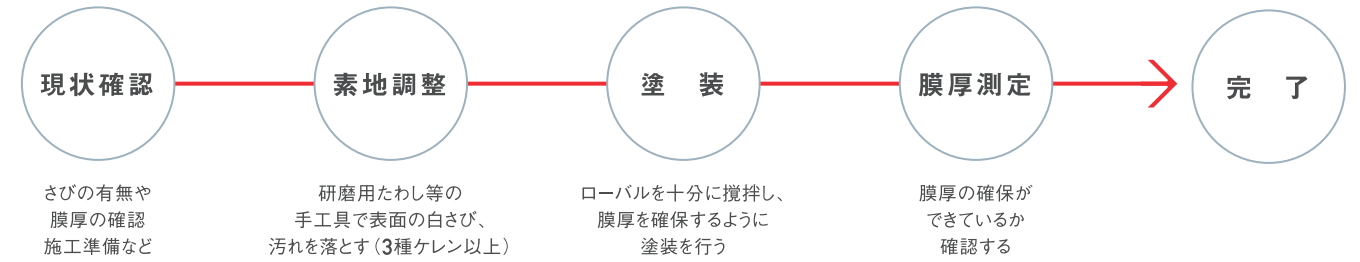 現状確認
素地調整
塗 装
膜厚測定
完 了
さびの有無や
膜厚の確認
施工準備など
研磨用たわし等の
手工具で表面の白さび、
汚れを落とす（3種ケレン以上）
ローバルを十分に撹拌し、
膜厚を確保するように
塗装を行う
膜厚の確保が
できているか
確認する